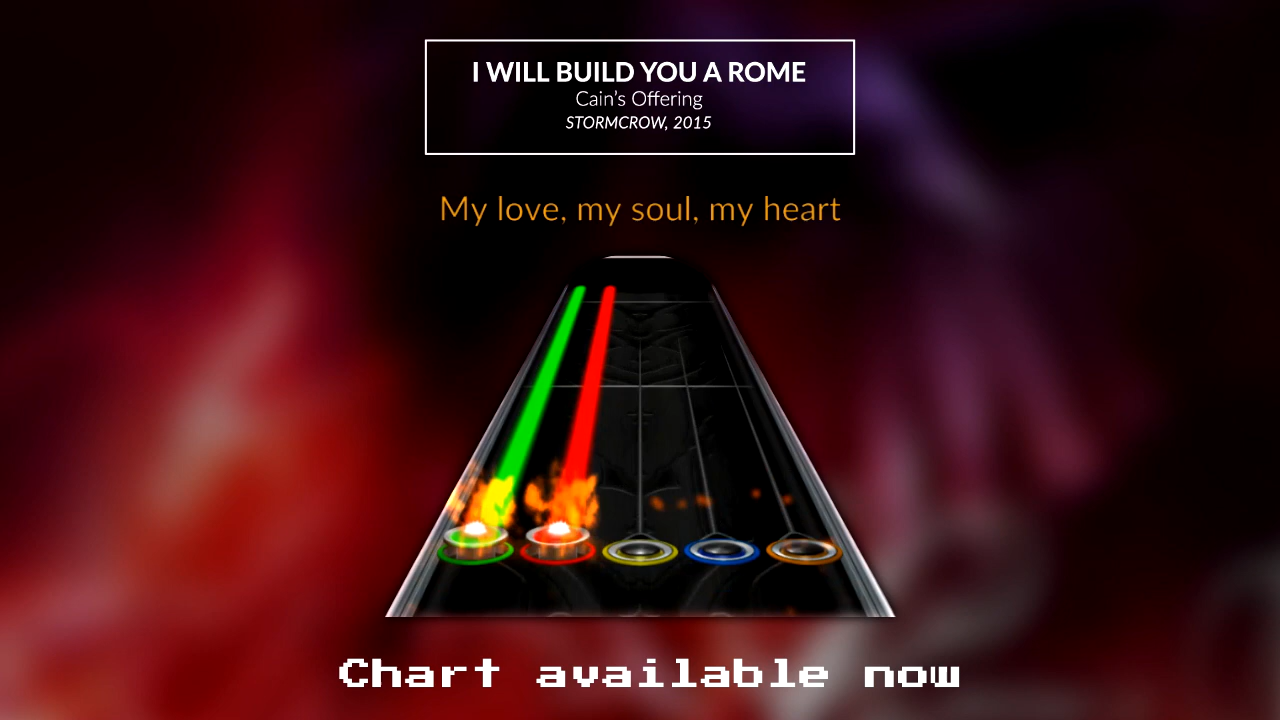 I WILL BUILD YOU A ROME
Cain's Offering
STORMCROW, 2015
My love, my soul, my heart
Chart available now